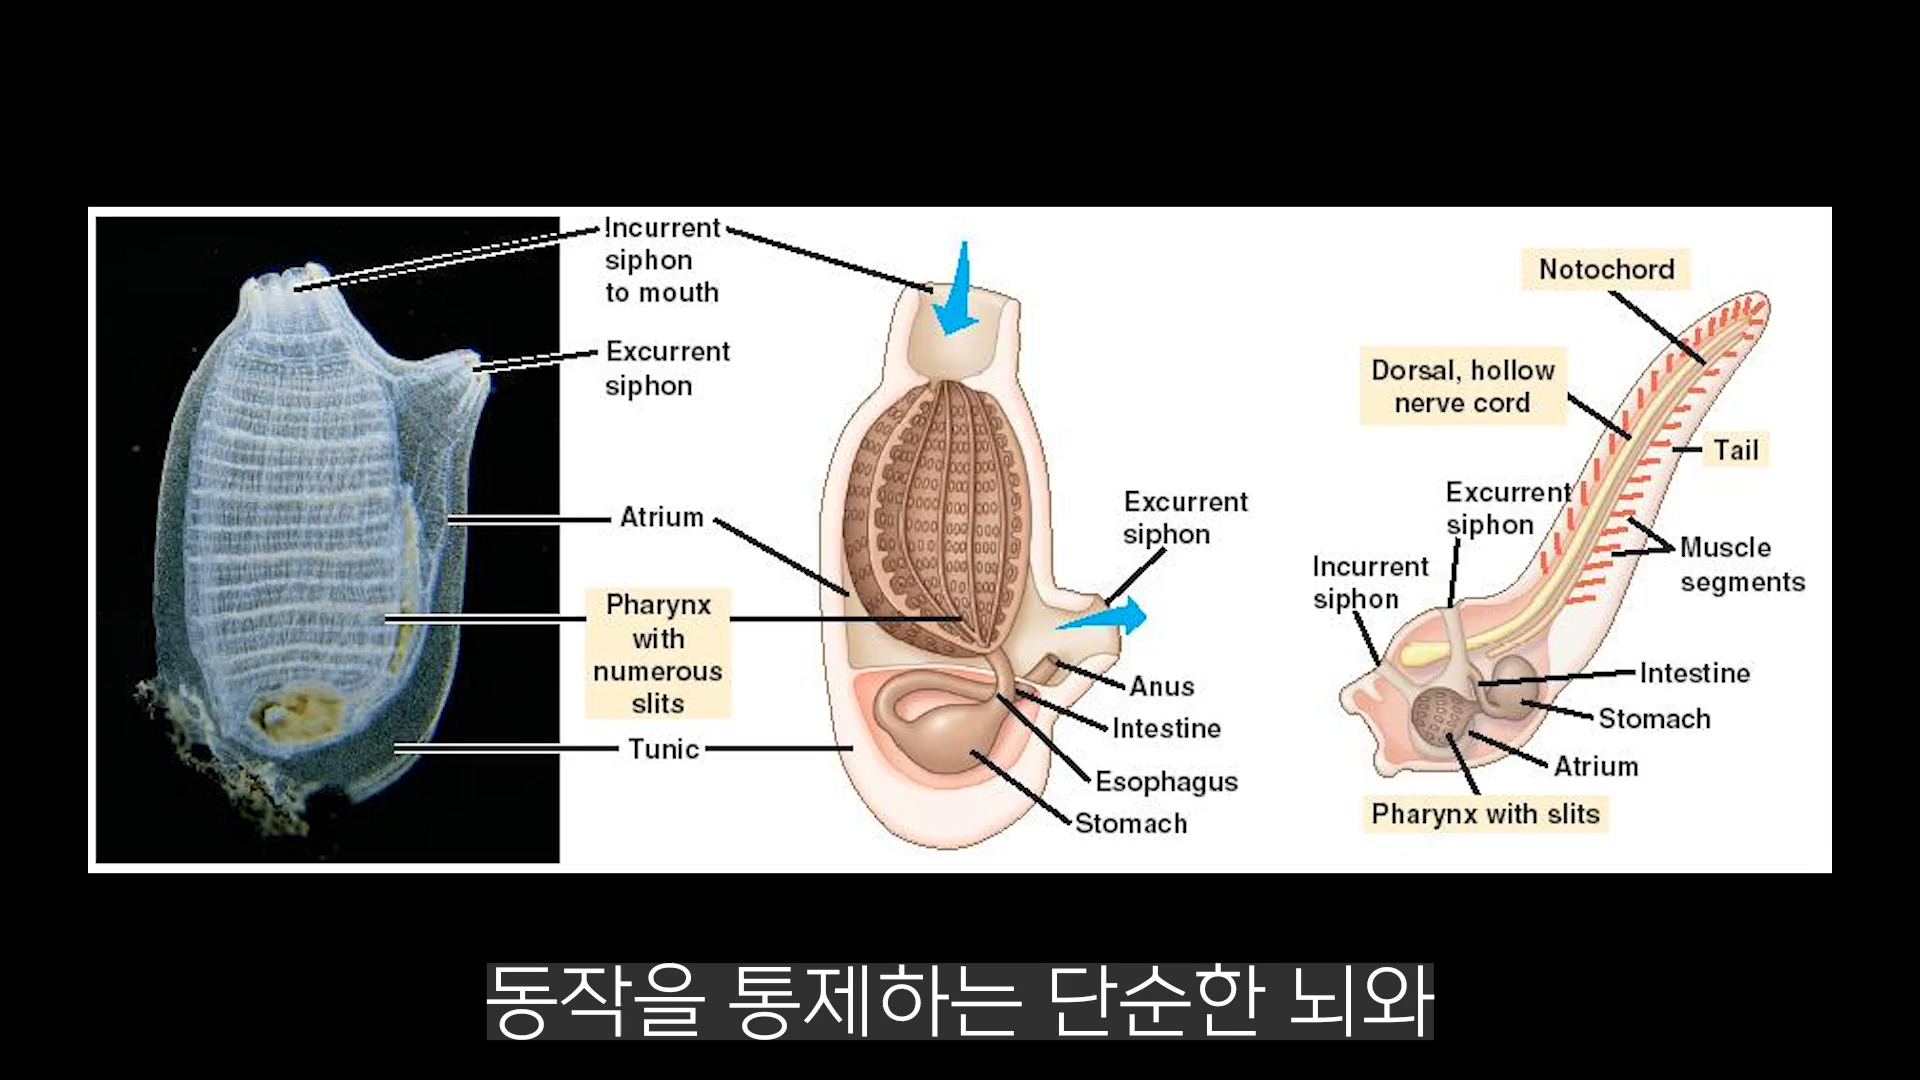 Incurrent
siphon
to mouth
Excurrent
siphon
Atrium
Pharynx
with
numerous
slits
Tunic
Excurrent
siphon
Anus
Intestine
Esophagus
Stomach
Notochord
Dorsal, hollow
nerve cord
Tail
Excurrent
siphon
Muscle
segments
Incurrent
siphon
Intestine
Stomach
Atrium
Pharynx with slits
동작을 통제하는 단순한 뇌와